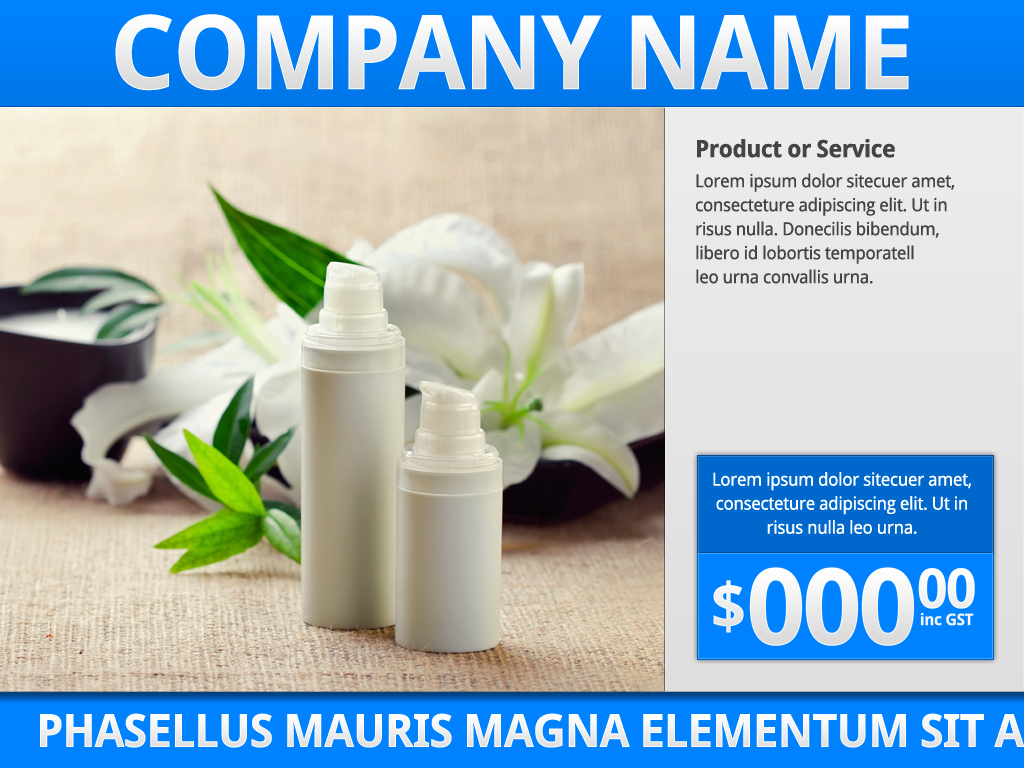 COMPANY NAME
Product or Service
Lorem ipsum dolor sitecuer amet,
consecteture adipiscing elit. Ut in
risus nulla. Donecilis bibendum,
libero id lobortis temporatell
leo urna convallis urna.
Lorem ipsum dolor sitecuer amet,
consecteture adipiscing elit. Ut in
risus nulla leo urna.
$00000
inc GST
PHASELLUS MAURIS MAGNA ELEMENTUM SIT A